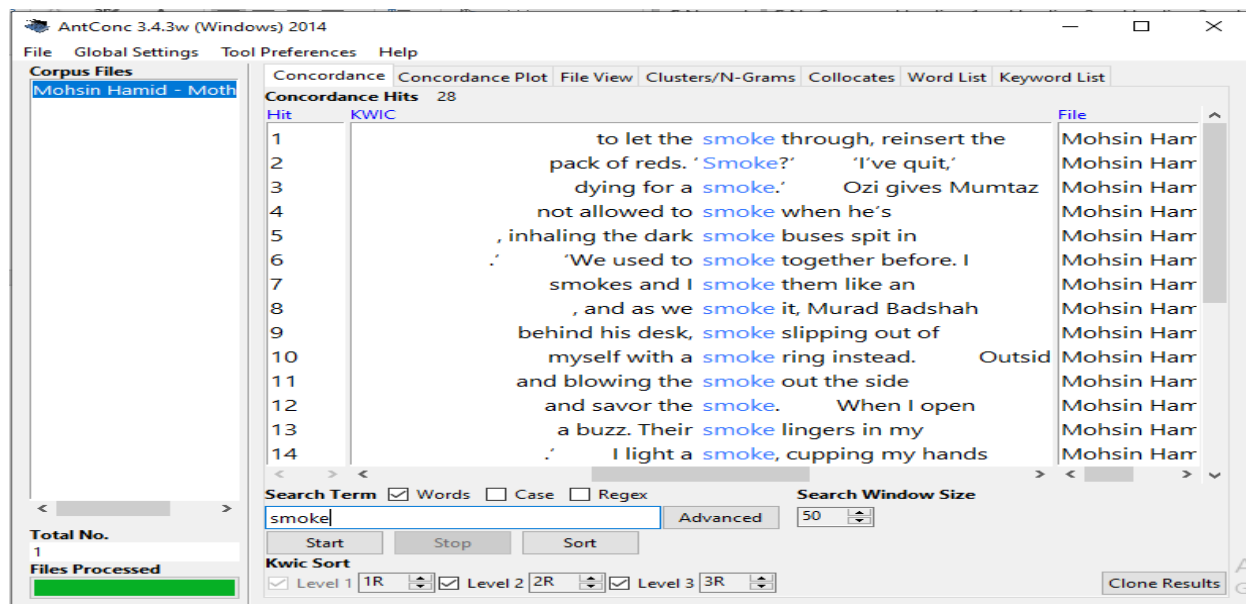 AntConc 3.4.3w (Windows) 2014
File Global Settings Tool Preferences Help
Corpus Files
Mohsin Hamid - Moth
Concordance Concordance Plot File View Clusters/N-Grams Collocates Word List Keyword List
Concordance Hits 28
Hit KWIC File
1 to let the smoke through, reinsert the Mohsin Ham
2 pack of reds. ‘Smoke?’ ‘I’ve quit,’ Mohsin Ham
3 dying for a smoke.’ Ozi gives Mumtaz Mohsin Ham
4 not allowed to smoke when he’s Mohsin Ham
5 , inhaling the dark smoke buses spit in Mohsin Ham
6 .’ ‘We used to smoke together before. I Mohsin Ham
7 smokes and I smoke them like an Mohsin Ham
8 , and as we smoke it, Murad Badshah Mohsin Ham
9 behind his desk, smoke slipping out of Mohsin Ham
10 myself with a smoke ring instead. Outsid Mohsin Ham
11 and blowing the smoke out the side Mohsin Ham
12 and savor the smoke. When I open Mohsin Ham
13 a buzz. Their smoke lingers in my Mohsin Ham
14 .’ I light a smoke, cupping my hands Mohsin Ham
Search Term Words Case Regex Search Window Size
smoke Advanced 50
Total No.
1
Start Stop Sort
Files Processed
Kwic Sort
Level 1 1R Level 2 2R Level 3 3R Clone Results